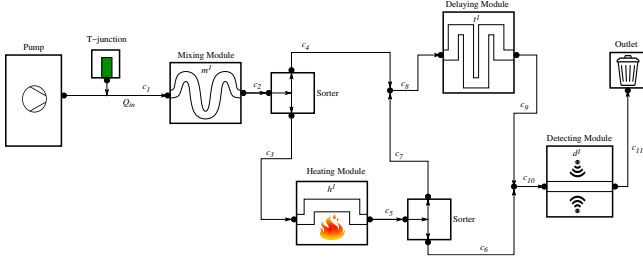 Delaying Module
Pump
T-junction
Mixing Module
Outlet
m^I
c_4
t^I
c_1
c_2
c_8
Q_in
Sorter
c_9
Detecting Module
c_3
c_7
d^I
c_11
Heating Module
h^I
c_10
c_5
Sorter
c_6